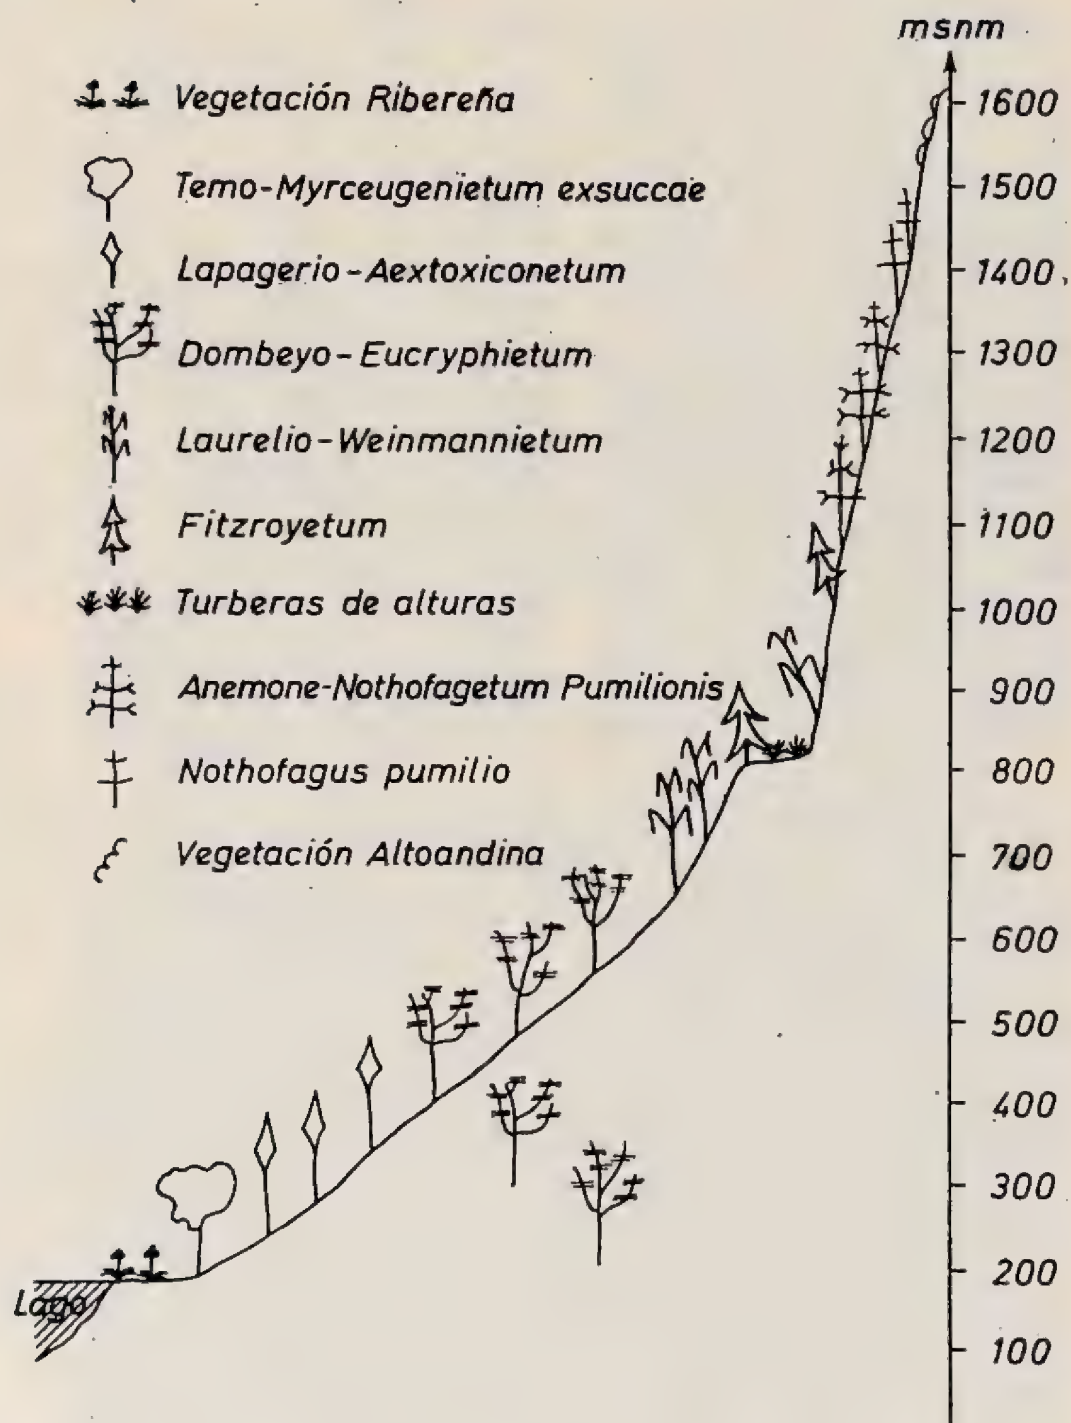 msnm
Vegetación Ribereña
Temo-Myrceugenietum exsuccae
Lapagerio-Aextoxiconetum
Dombeyo-Eucryphietum
Laurelio-Weinmannietum
Fitzroyetum
Turberas de alturas
Anemone-Nothofagetum Pumilionis
Nothofagus pumilio
Vegetación Altoandina
1600
1500
1400
1300
1200
1100
1000
900
800
700
600
500
400
300
200
100
Lago